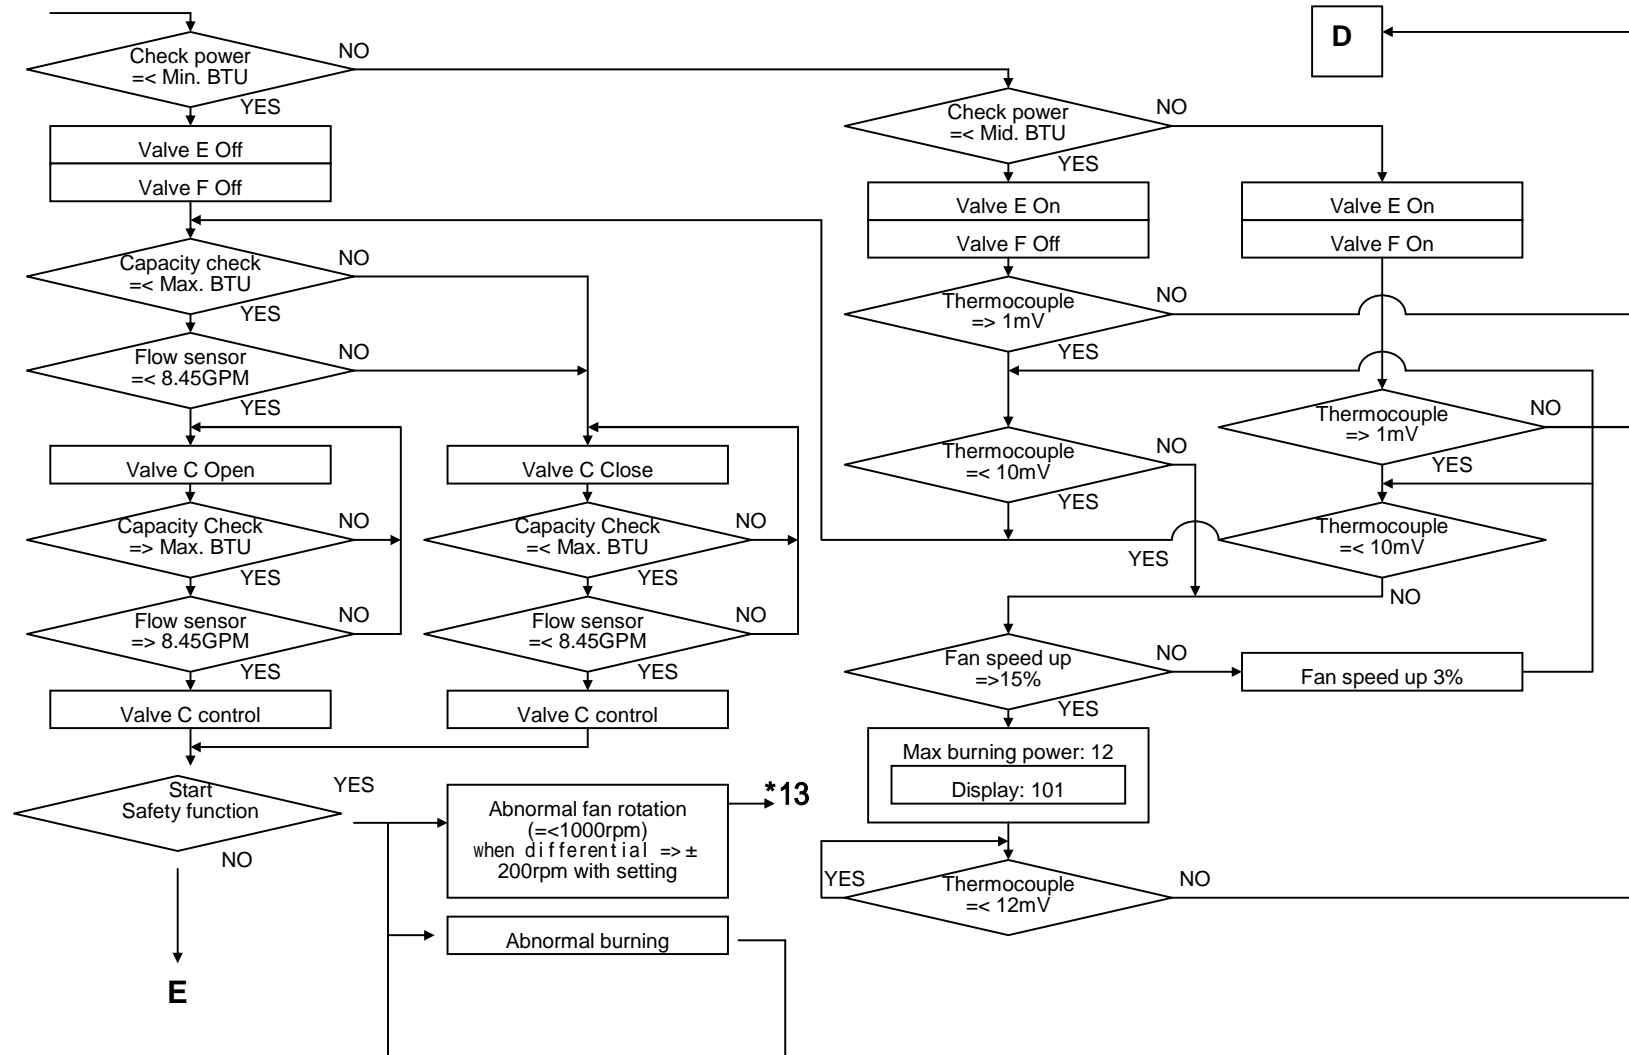 Check power
=< Min. BTU
NO
YES
Valve E Off
Valve F Off
Capacity check
=< Max. BTU
NO
YES
Flow sensor
=< 8.45GPM
NO
YES
Valve C Open
Capacity Check
=> Max. BTU
NO
YES
Flow sensor
=> 8.45GPM
NO
YES
Valve C control
Valve C Close
Capacity Check
=< Max. BTU
NO
YES
Flow sensor
=< 8.45GPM
NO
YES
Valve C control
Start
Safety function
YES
NO
E
Abnormal fan rotation
(=<1000rpm)
when differential => ±
200rpm with setting
*13
Abnormal burning
Check power
=< Mid. BTU
NO
YES
Valve E On
Valve F Off
Thermocouple
=> 1mV
NO
YES
Thermocouple
=< 10mV
NO
YES
Valve E On
Valve F On
Thermocouple
=> 1mV
NO
YES
Thermocouple
=< 10mV
YES
NO
Fan speed up
=>15%
NO
YES
Fan speed up 3%
Max burning power: 12
Display: 101
Thermocouple
=< 12mV
YES
NO
D